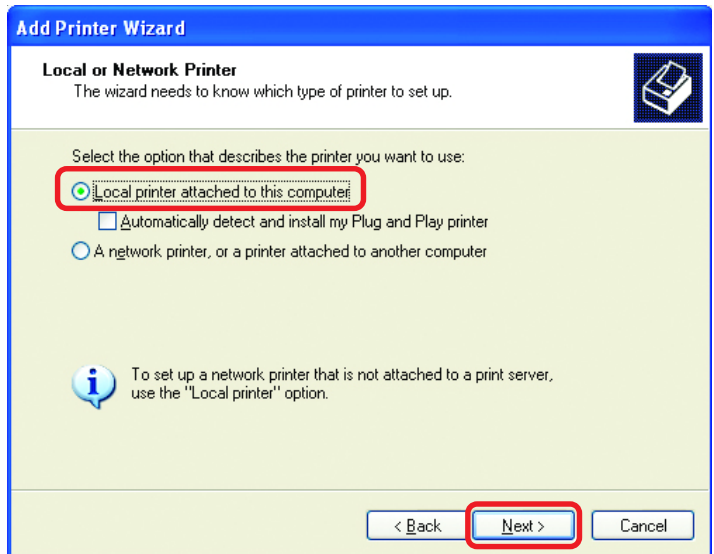 Add Printer Wizard
Local or Network Printer
The wizard needs to know which type of printer to set up.
Select the option that describes the printer you want to use:
Local printer attached to this computer
Automatically detect and install my Plug and Play printer
A network printer, or a printer attached to another computer
To set up a network printer that is not attached to a print server,
use the "Local printer" option.
< Back Next > Cancel